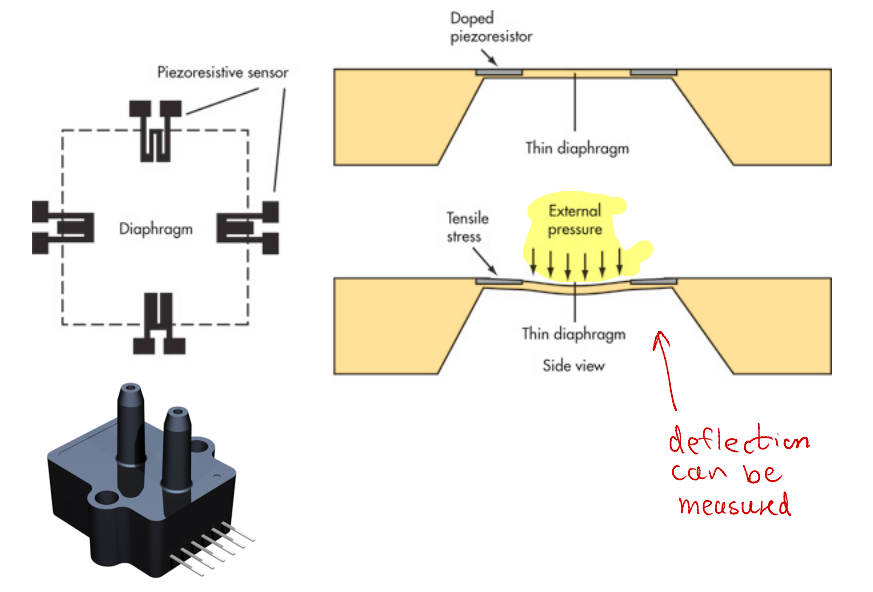 Doped
piezoresistor
Piezoresistive sensor
Thin diaphragm
Diaphragm
Tensile
stress
External
pressure
Thin diaphragm
Side view
deflection
can be
measured